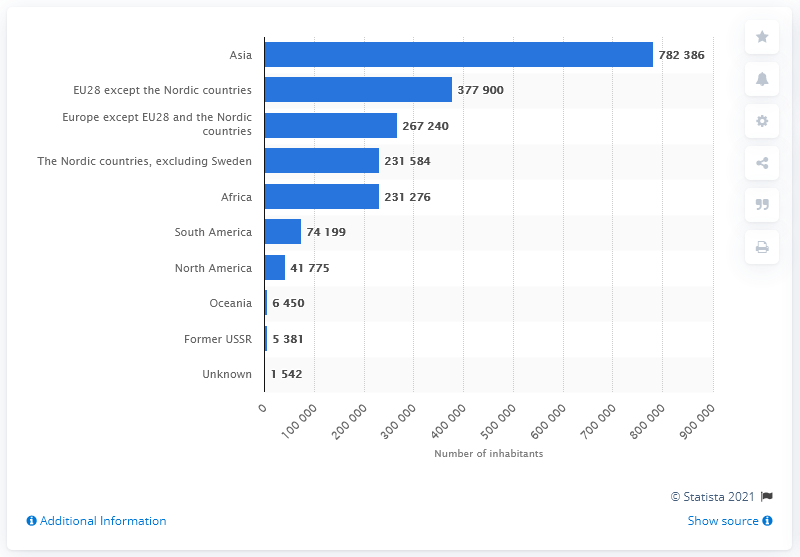 Asia
782 386
EU28 except the Nordic countries
377 900
Europe except EU28 and the Nordic
countries
267 240
The Nordic countries, excluding Sweden
231 584
Africa
231 276
South America
74 199
North America
41 775
Oceania
6 450
Former USSR
5 381
Unknown
1 542
0
100 000
200 000
300 000
400 000
500 000
600 000
700 000
800 000
900 000
Number of inhabitants
© Statista 2021
Additional Information
Show source